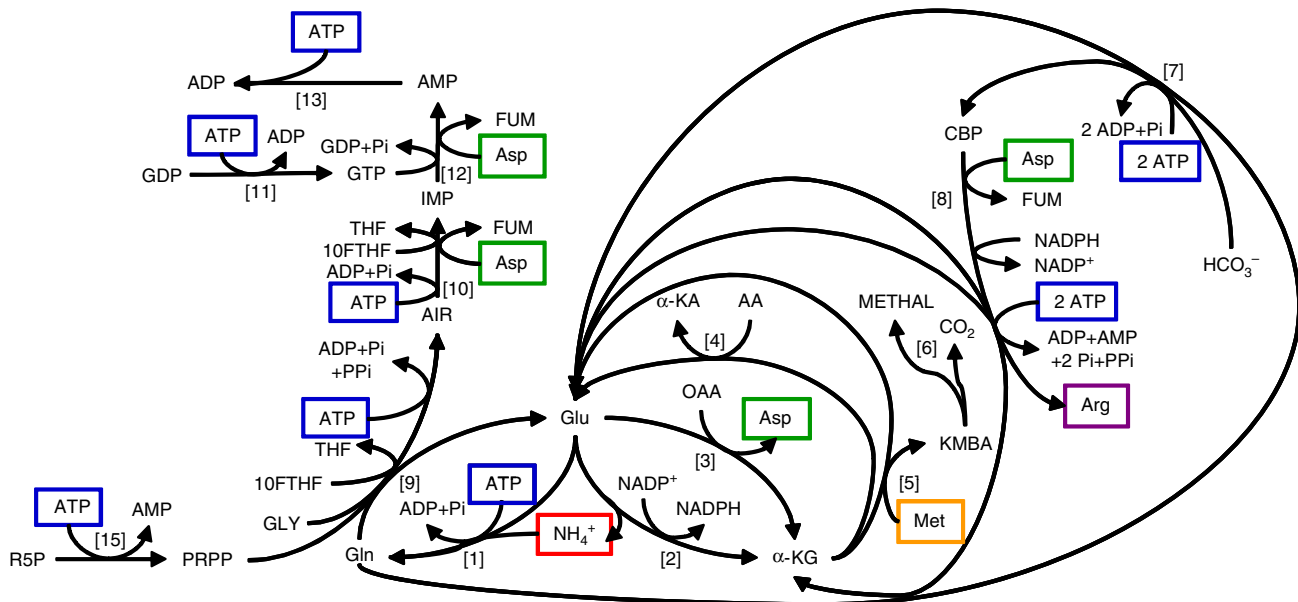 ATP
ADP
AMP
[13]
[7]
ATP
ADP
GDP+Pi
FUM
Asp
GDP
[11]
GTP
[12]
IMP
CBP
2 ADP+Pi
Asp
2 ATP
[8]
FUM
THF
10FTHF
ADP+Pi
FUM
Asp
ATP
[10]
AIR
NADPH
NADP+
HCO3−
2 ATP
ADP+AMP
+2 Pi+PPi
Arg
α-KA
AA
[4]
METHAL
CO2
[6]
ADP+Pi
+PPi
ATP
THF
10FTHF
GLY
[9]
Glu
OAA
Asp
[3]
KMBA
[5]
Met
ATP
ADP+Pi
NH4+
NADP+
NADPH
ATP
AMP
[15]
R5P
PRPP
Gln
[1]
[2]
α-KG